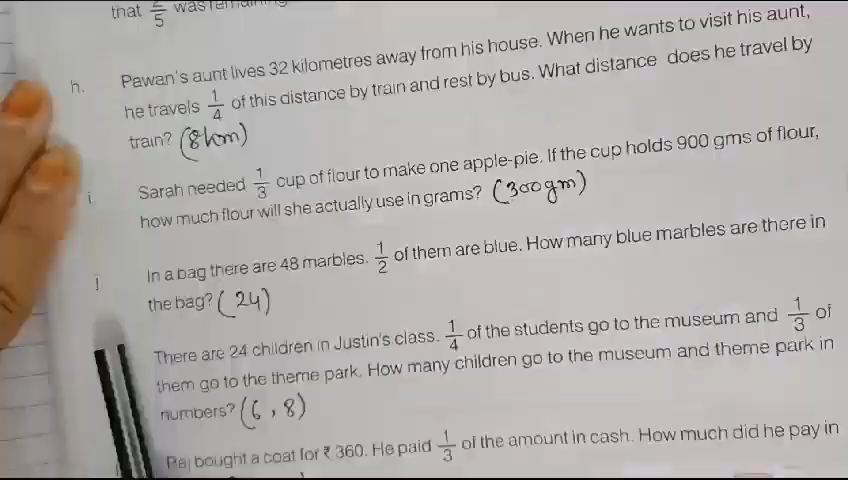 that 2/5 was remaining
h. Pawan's aunt lives 32 kilometres away from his house. When he wants to visit his aunt,
he travels 1/4 of this distance by train and rest by bus. What distance does he travel by
train? (8km)
i. Sarah needed 1/3 cup of flour to make one apple-pie. If the cup holds 900 gms of flour,
how much flour will she actually use in grams? (300gm)
j. In a bag there are 48 marbles. 1/2 of them are blue. How many blue marbles are there in
the bag? (24)
There are 24 children in Justin's class. 1/4 of the students go to the museum and 1/3 of
them go to the theme park. How many children go to the museum and theme park in
numbers? (6, 8)
Raj bought a coat for ₹ 360. He paid 1/3 of the amount in cash. How much did he pay in